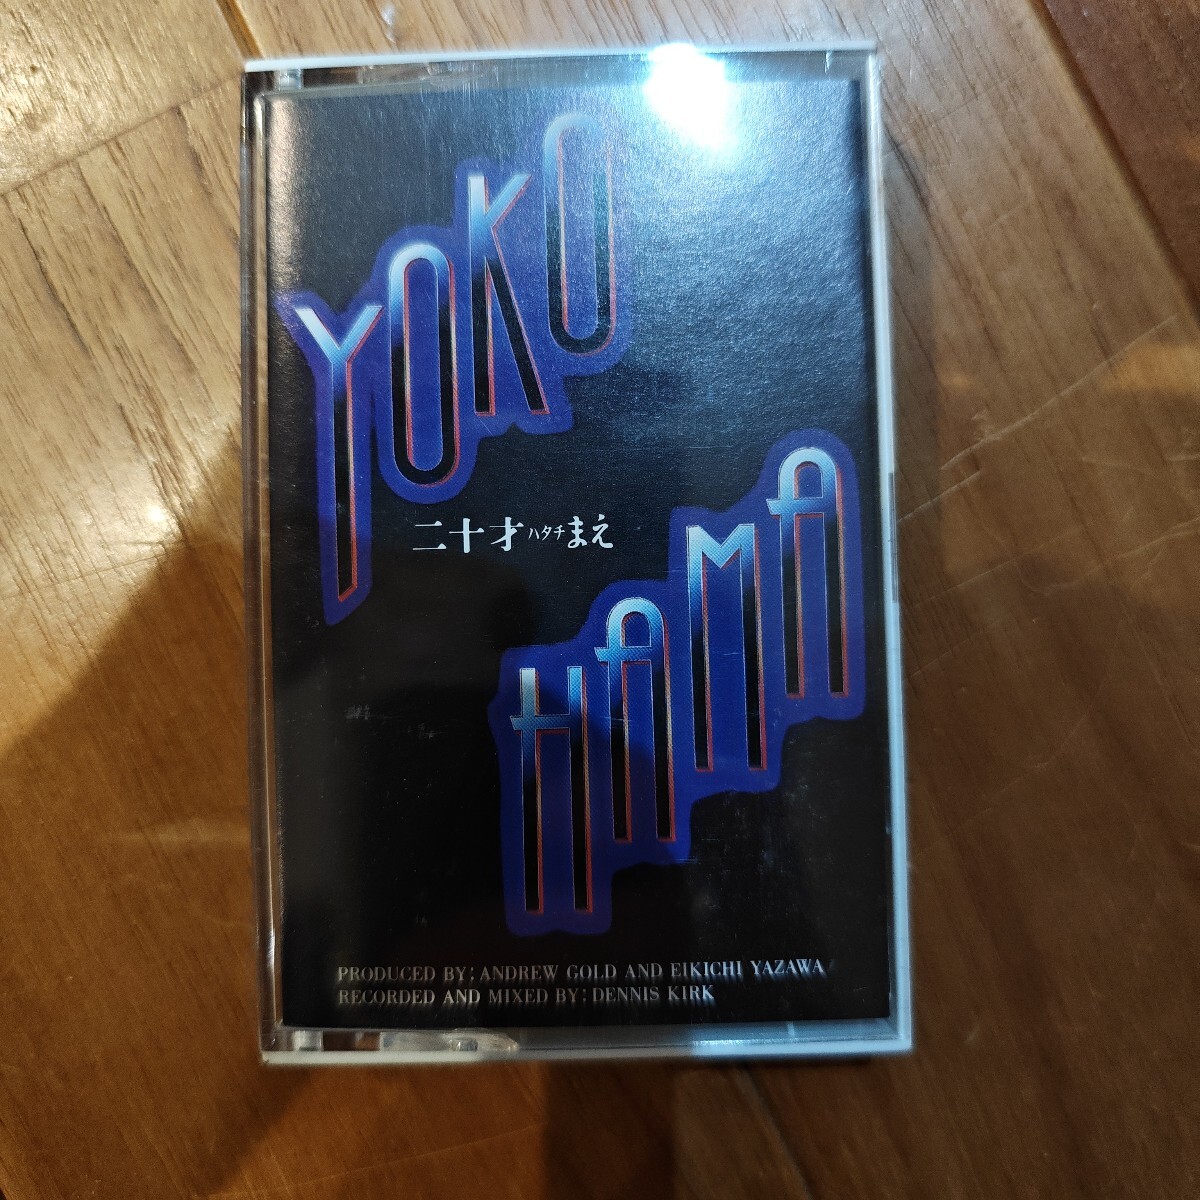 YOKO
二十才ハタチまえ
HAMA
PRODUCED BY: ANDREW GOLD AND EIKICHI YAZAWA
RECORDED AND MIXED BY: DENNIS KIRK